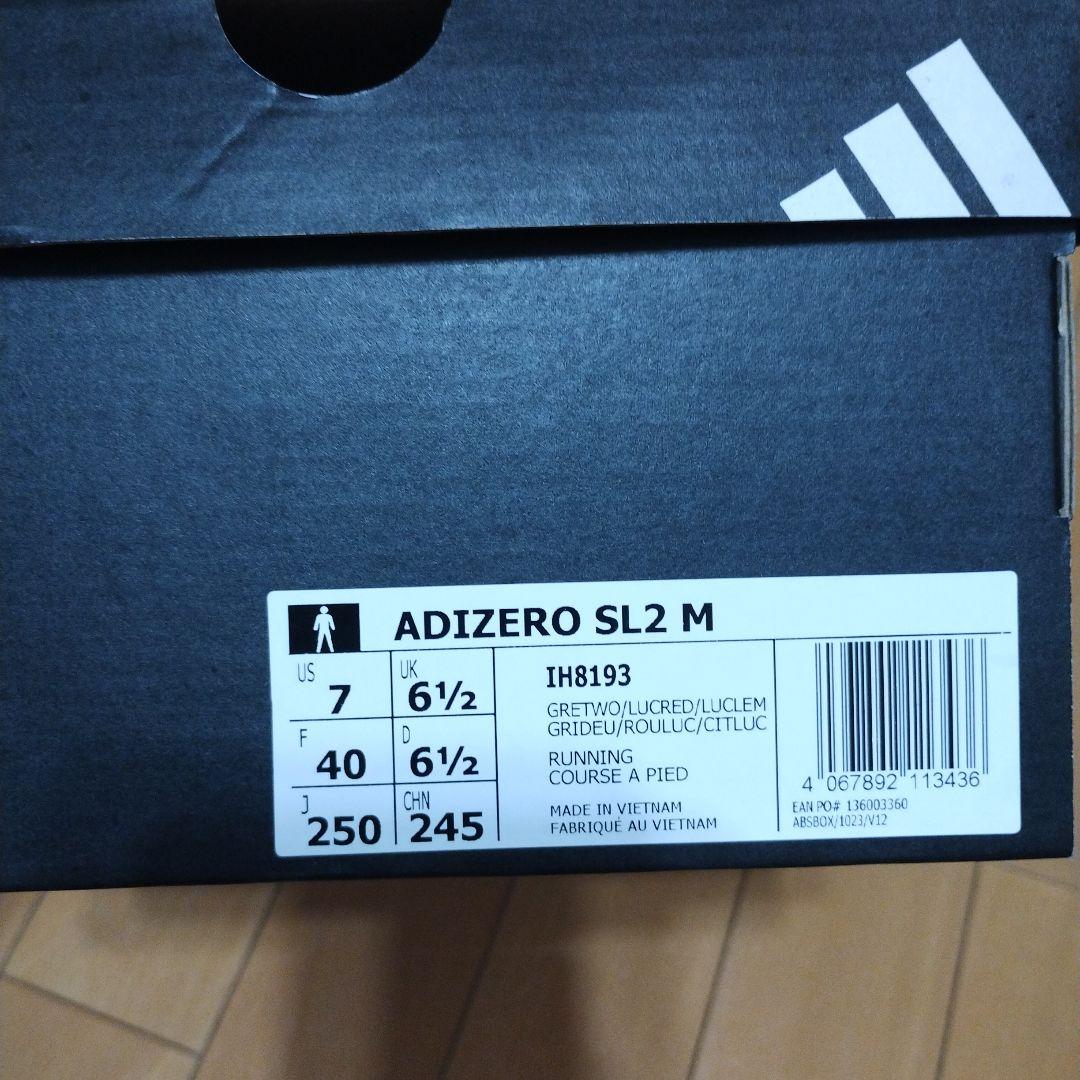 ADIZERO SL2 M
US 7 UK 6½
F 40 D 6½
J 250 CHN 245
IH8193
GRETWO/LUCRED/LUCLEM
GRIDEU/ROULUC/CITLUC
RUNNING
COURSE A PIED
MADE IN VIETNAM
FABRIQUÉ AU VIETNAM
4 067892 113436
EAN PO# 136003360
ABSBOX/1023/V12